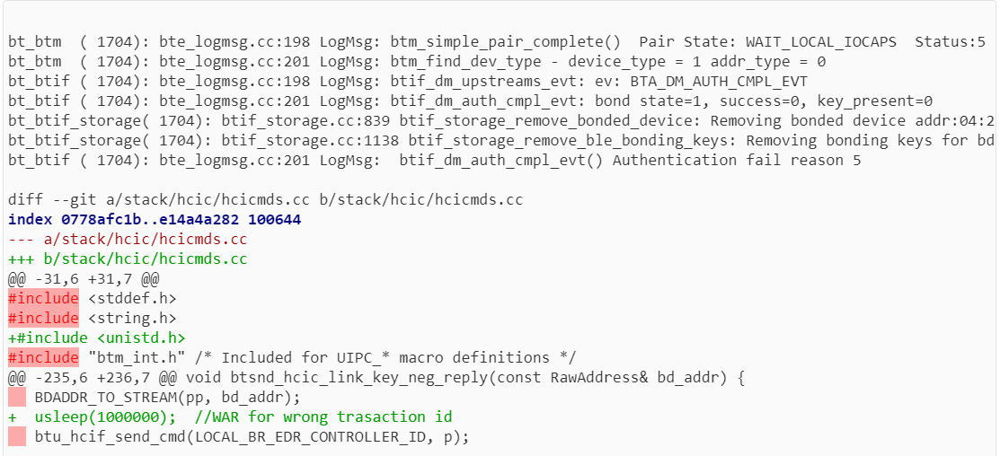 bt_btm  ( 1704): bte_logmsg.cc:198 LogMsg: btm_simple_pair_complete()  Pair State: WAIT_LOCAL_IOCAPS  Status:5
bt_btm  ( 1704): bte_logmsg.cc:201 LogMsg: btm_find_dev_type - device_type = 1 addr_type = 0
bt_btif ( 1704): bte_logmsg.cc:198 LogMsg: btif_dm_upstreams_evt: ev: BTA_DM_AUTH_CMPL_EVT
bt_btif ( 1704): bte_logmsg.cc:201 LogMsg: btif_dm_auth_cmpl_evt: bond state=1, success=0, key_present=0
bt_btif_storage( 1704): btif_storage.cc:839 btif_storage_remove_bonded_device: Removing bonded device addr:04:2
bt_btif_storage( 1704): btif_storage.cc:1138 btif_storage_remove_ble_bonding_keys: Removing bonding keys for bd
bt_btif ( 1704): bte_logmsg.cc:201 LogMsg:  btif_dm_auth_cmpl_evt() Authentication fail reason 5
diff --git a/stack/hcic/hcicmds.cc b/stack/hcic/hcicmds.cc
index 0778afc1b..e14a4a282 100644
--- a/stack/hcic/hcicmds.cc
+++ b/stack/hcic/hcicmds.cc
@@ -31,6 +31,7 @@
#include <stddef.h>
#include <string.h>
+#include <unistd.h>
#include "btm_int.h" /* Included for UIPC_* macro definitions */
@@ -235,6 +236,7 @@ void btsnd_hcic_link_key_neg_reply(const RawAddress& bd_addr) {
   BDADDR_TO_STREAM(pp, bd_addr);
+  usleep(1000000);  //WAR for wrong trasaction id
   btu_hcif_send_cmd(LOCAL_BR_EDR_CONTROLLER_ID, p);